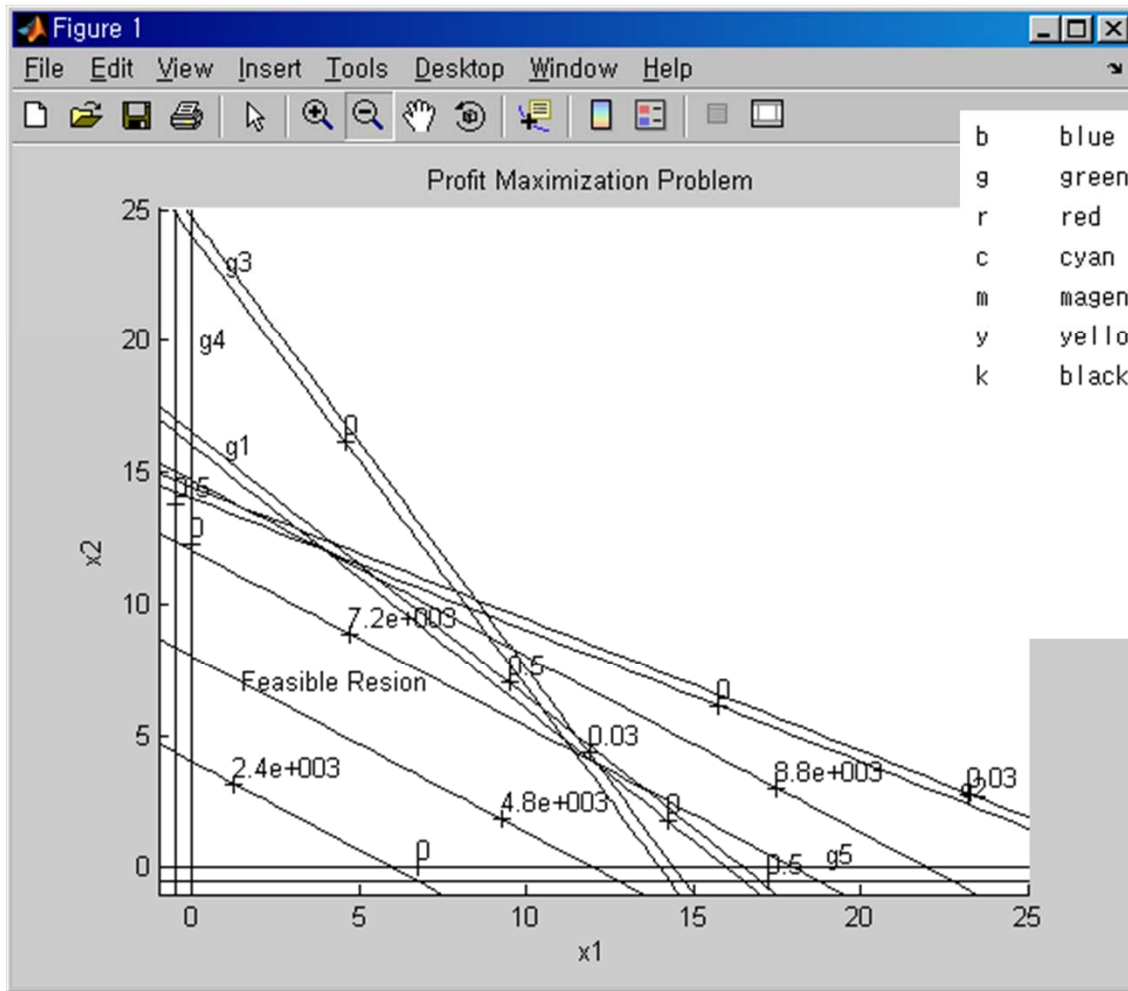 Figure 1
File Edit View Insert Tools Desktop Window Help
b blue
g green
r red
c cyan
m magen
y yello
k black
Profit Maximization Problem
25
g3
20
g4
g1
15
0
0
x2
10
7.2e+003
0.5
Feasible Resion
0
5
0.03
2.4e+003
8.8e+003
0.03
4.8e+003
0
0
0
0.5
g5
0 5 10 15 20 25
x1